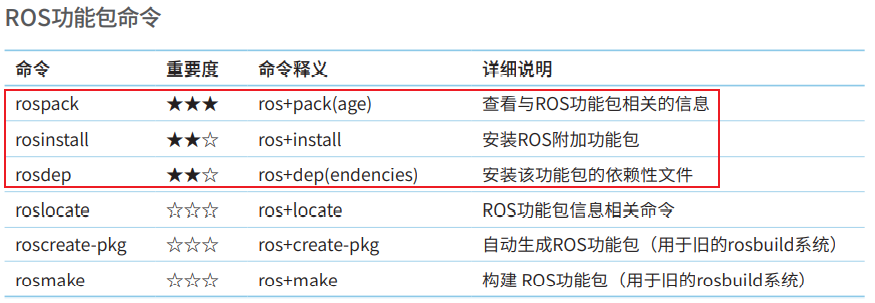 ROS功能包命令
命令 重要度 命令释义 详细说明
rospack ★★★ ros+pack(age) 查看与ROS功能包相关的信息
rosinstall ★★☆ ros+install 安装ROS附加功能包
rosdep ★★☆ ros+dep(endencies) 安装该功能包的依赖性文件
roslocate ☆☆☆ ros+locate ROS功能包信息相关命令
roscreate-pkg ☆☆☆ ros+create-pkg 自动生成ROS功能包（用于旧的rosbuild系统）
rosmake ☆☆☆ ros+make 构建 ROS功能包（用于旧的rosbuild系统）